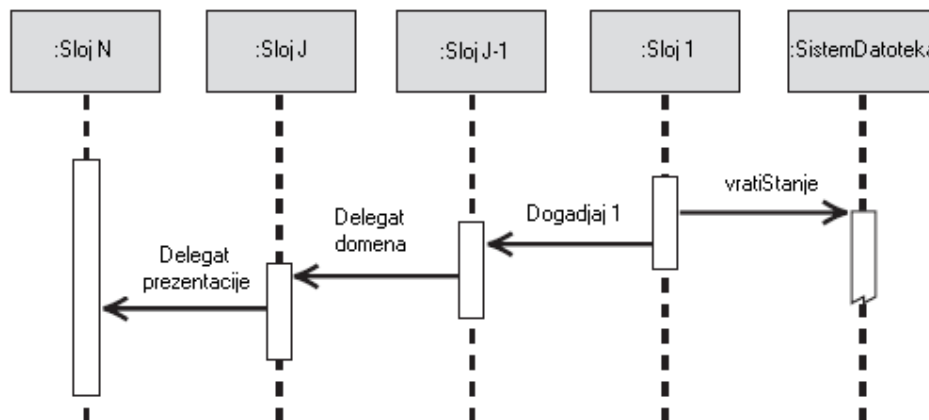 :Sloj N
:Sloj J
:Sloj J-1
:Sloj 1
:SistemDatoteka
vratiStanje
Dogadjaj 1
Delegat
domena
Delegat
prezentacije